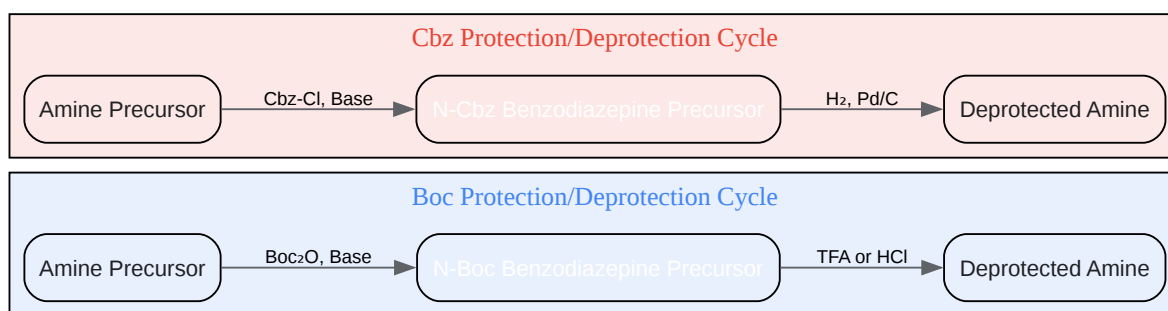 Cbz Protection/Deprotection Cycle
Amine Precursor
Cbz-Cl, Base
N-Cbz Benzodiazepine Precursor
H₂, Pd/C
Deprotected Amine
Boc Protection/Deprotection Cycle
Amine Precursor
Boc₂O, Base
N-Boc Benzodiazepine Precursor
TFA or HCl
Deprotected Amine